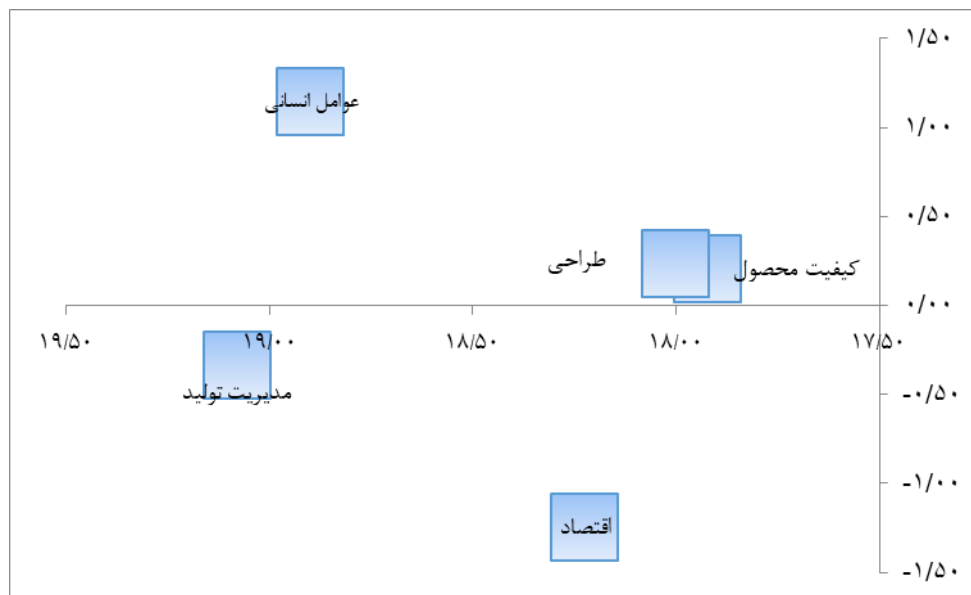 ۱/۵۰
عوامل انسانی
۱/۰۰
۰/۵۰
کیفیت محصول
طراحی
۰/۰۰
۱۷/۵۰
۱۸/۰۰
۱۸/۵۰
۱۹/۰۰
۱۹/۵۰
-۰/۵۰
مدیریت تولید
-۱/۰۰
اقتصاد
-۱/۵۰